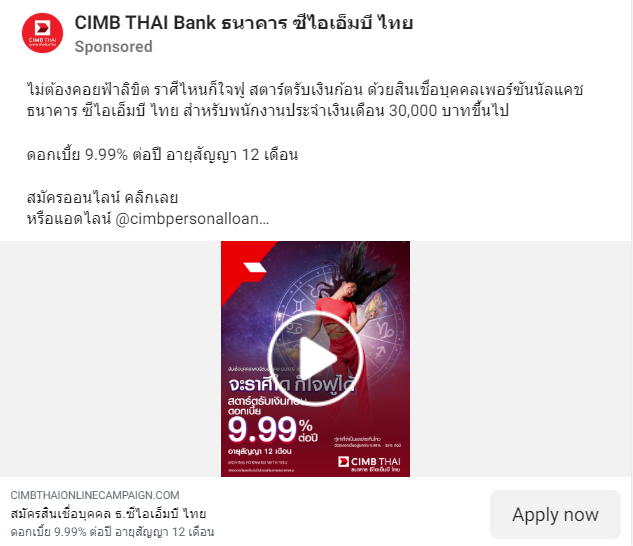 CIMB THAI Bank ธนาคาร ซีไอเอ็มบี ไทย
CIMB THAI
Sponsored
ไม่ต้องคอยฟ้าลิขิต ราศีไหนก็ใจฟู สตาร์ตรับเงินก้อน ด้วยสินเชื่อบุคคลเพอร์ซันนัลแคช
ธนาคาร ซีไอเอ็มบี ไทย สำหรับพนักงานประจำเงินเดือน 30,000 บาทขึ้นไป
ดอกเบี้ย 9.99% ต่อปี อายุสัญญา 12 เดือน
สมัครออนไลน์ คลิกเลย
หรือแอดไลน์ @cimbpersonalloan...
จะราศีใด ก็ใจฟูได้
สตาร์ตรับเงินก้อน
ดอกเบี้ย
9.99% ต่อปี
อายุสัญญา 12 เดือน
MOVING FORWARD WITH YOU
CIMB THAI
ธนาคาร ซีไอเอ็มบี ไทย
CIMBTHAIONLINECAMPAIGN.COM
สมัครสินเชื่อบุคคล ธ.ซีไอเอ็มบี ไทย
ดอกเบี้ย 9.99% ต่อปี อายุสัญญา 12 เดือน
Apply now